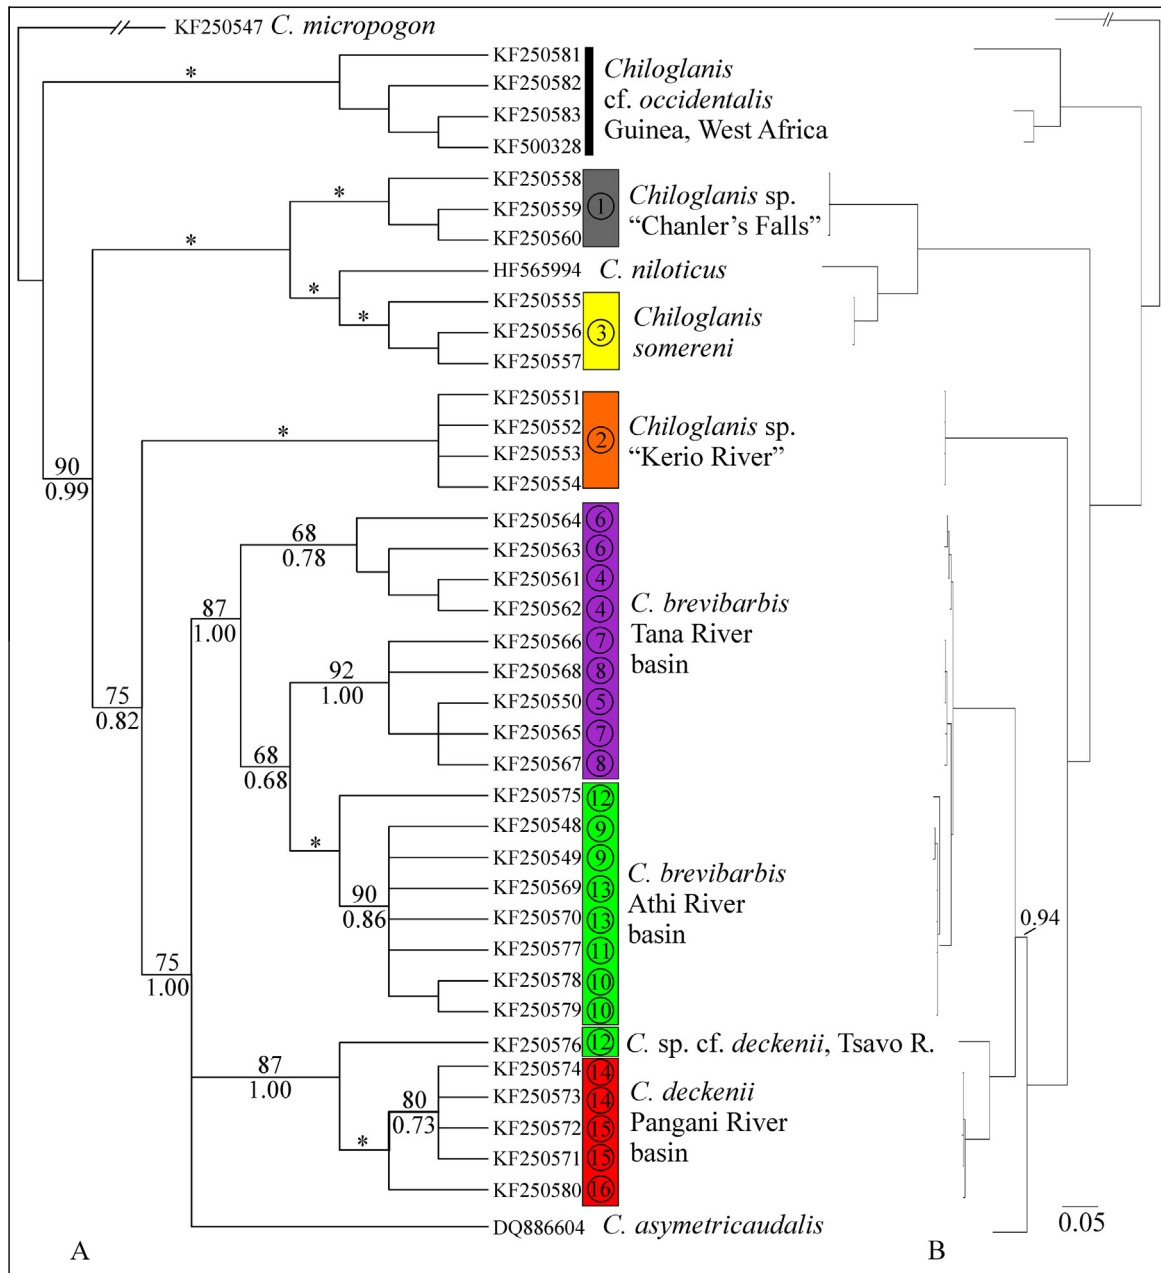 KF250547 C. micropogon
*
KF250581
KF250582
KF250583
KF500328
Chiloglanis
cf. occidentalis
Guinea, West Africa
*
*
KF250558
KF250559
KF250560
1
Chiloglanis sp.
“Chanler’s Falls”
*
HF565994 C. niloticus
*
KF250555
KF250556
KF250557
3
Chiloglanis
somereni
90
0.99
*
KF250551
KF250552
KF250553
KF250554
2
Chiloglanis sp.
“Kerio River”
75
0.82
87
1.00
68
0.78
KF250564 6
KF250563 6
KF250561 4
KF250562 4
92
1.00
KF250566 7
KF250568 8
KF250550 5
KF250565 7
KF250567 8
C. brevibarbis
Tana River
basin
68
0.68
*
KF250575 12
90
0.86
KF250548 9
KF250549 9
KF250569 13
KF250570 13
KF250577 11
KF250578 10
KF250579 10
C. brevibarbis
Athi River
basin
0.94
75
1.00
87
1.00
KF250576 12 C. sp. cf. deckenii, Tsavo R.
*
80
0.73
KF250574 14
KF250573 14
KF250572 15
KF250571 15
KF250580 16
C. deckenii
Pangani River
basin
DQ886604 C. asymetricaudalis
0.05
A
B